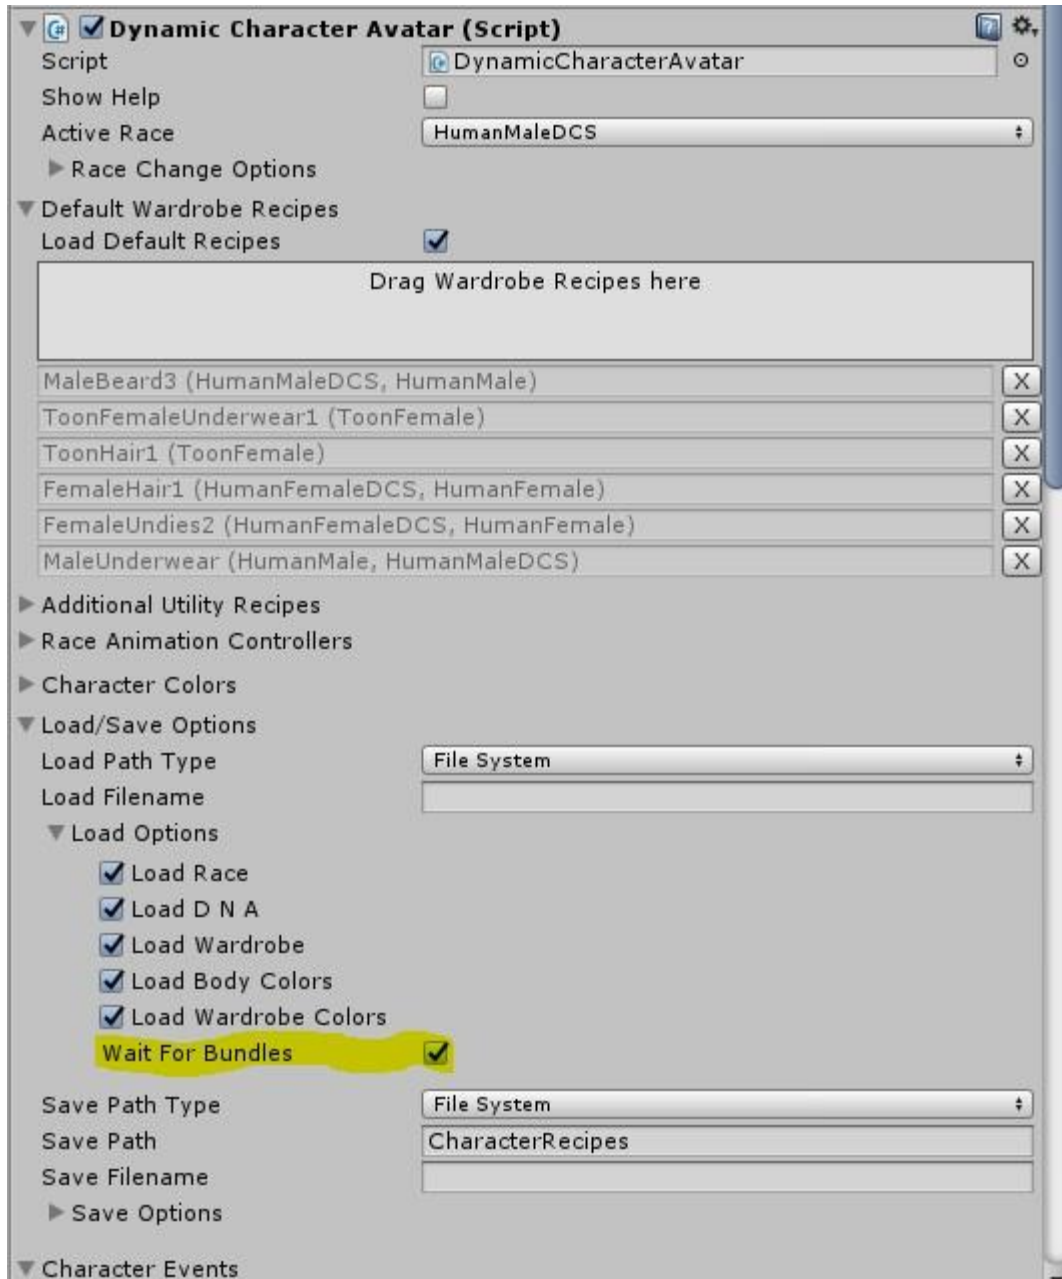 Dynamic Character Avatar (Script)
Script DynamicCharacterAvatar
Show Help
Active Race HumanMaleDCS
Race Change Options
Default Wardrobe Recipes
Load Default Recipes
Drag Wardrobe Recipes here
MaleBeard3 (HumanMaleDCS, HumanMale) X
ToonFemaleUnderwear1 (ToonFemale) X
ToonHair1 (ToonFemale) X
FemaleHair1 (HumanFemaleDCS, HumanFemale) X
FemaleUndies2 (HumanFemaleDCS, HumanFemale) X
MaleUnderwear (HumanMale, HumanMaleDCS) X
Additional Utility Recipes
Race Animation Controllers
Character Colors
Load/Save Options
Load Path Type File System
Load Filename
Load Options
Load Race
Load D N A
Load Wardrobe
Load Body Colors
Load Wardrobe Colors
Wait For Bundles
Save Path Type File System
Save Path CharacterRecipes
Save Filename
Save Options
Character Events